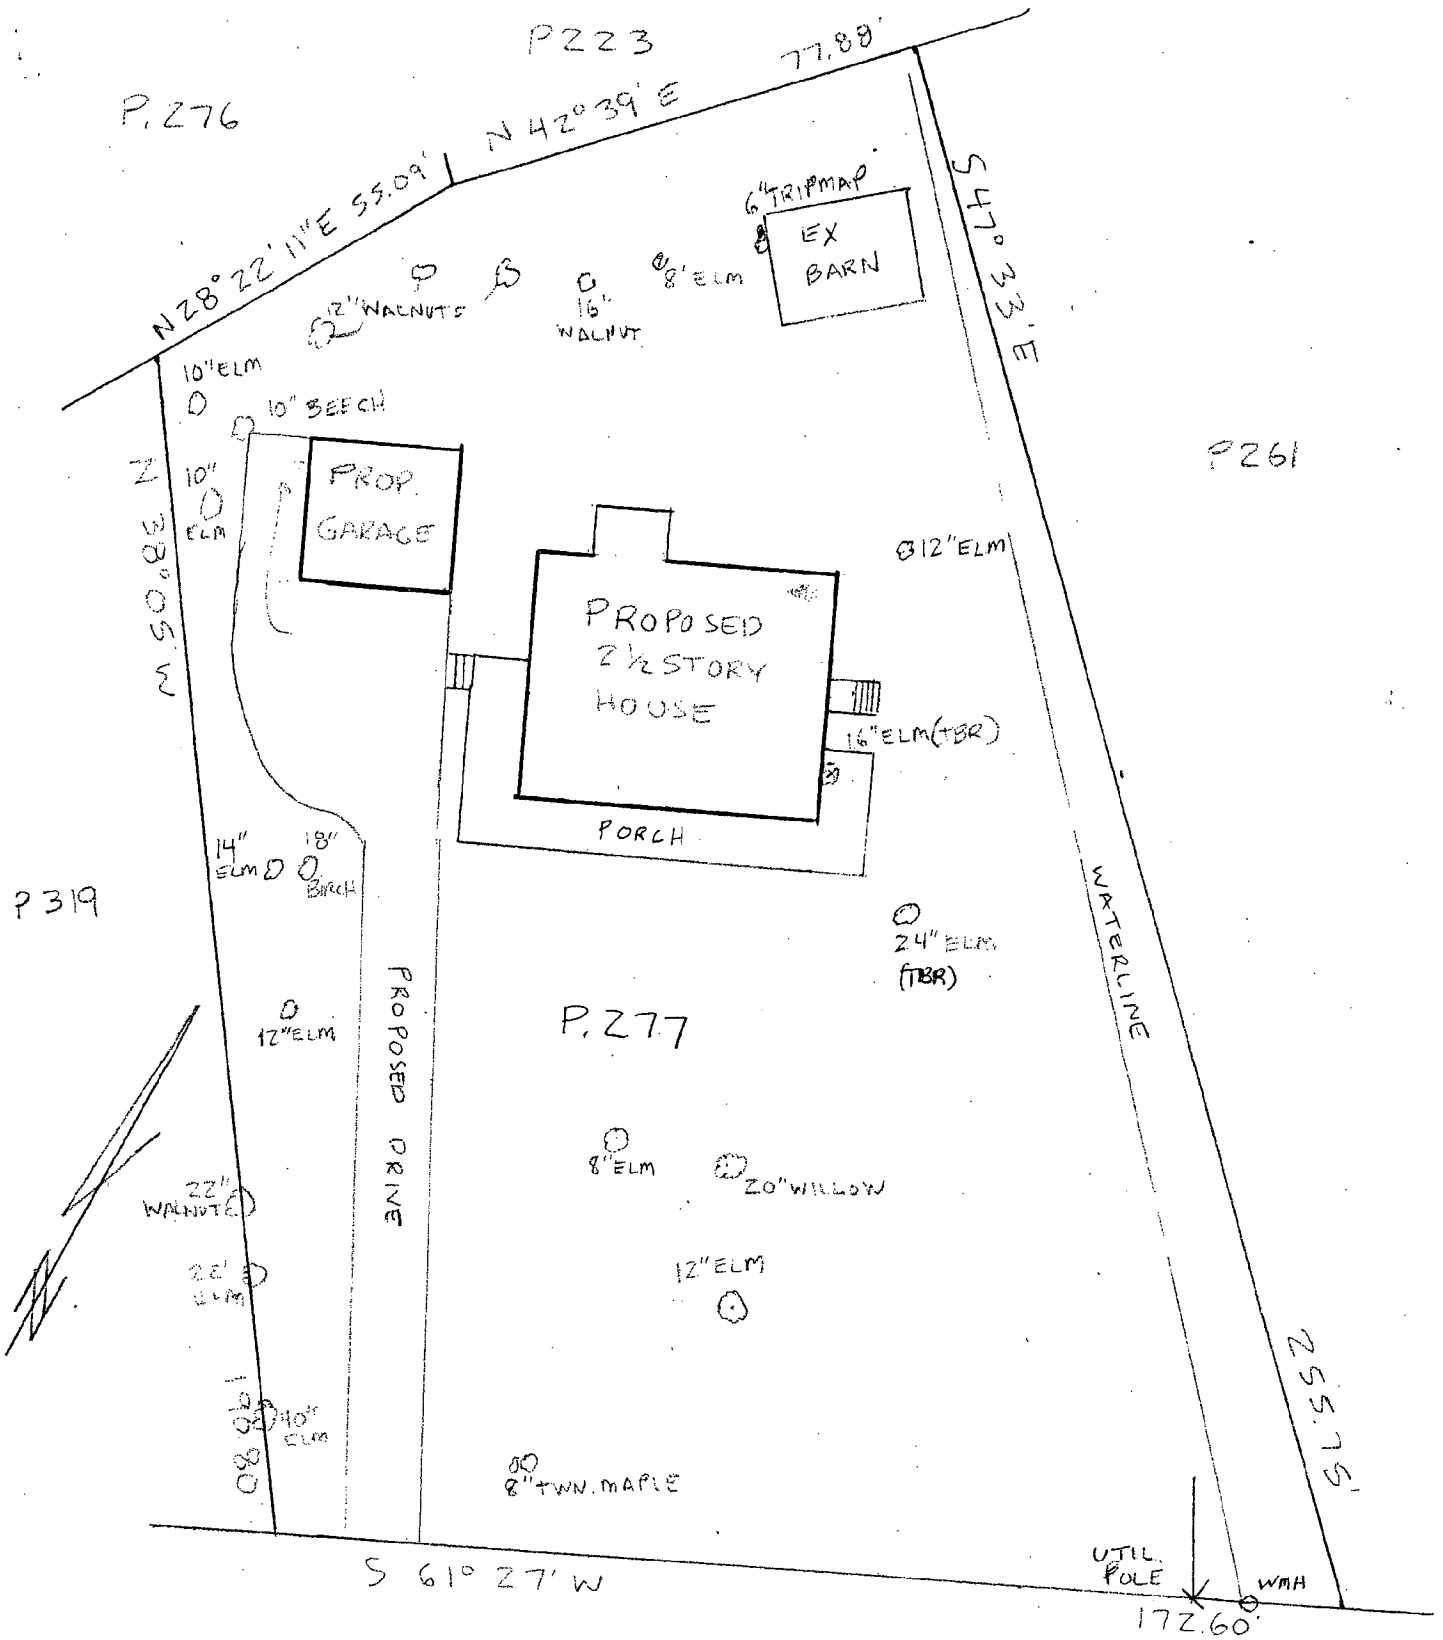 P223
77.88'
P.276
N 42° 39' E
N 28° 22' 11" E 55.09'
S 47° 33' E
6" TRIPMAP
EX
BARN
8' ELM
12" WALNUTS
16"
WALNUT
10" ELM
10" BEECH
N 38° 05 W
10"
ELM
PROP.
GARAGE
P261
12" ELM
PROPOSED
2 1/2 STORY
HOUSE
16" ELM (TBR)
PORCH
14"
ELM
18"
BIRCH
P 319
WATERLINE
24" ELM
(TBR)
PROPOSED DRIVE
12" ELM
P.277
8" ELM
20" WILLOW
22"
WALNUT
22'
ELM
12" ELM
N
190.80
40"
ELM
255.75'
8" TWN. MAPLE
S 61° 27' W
UTIL.
POLE
WMH
172.60'